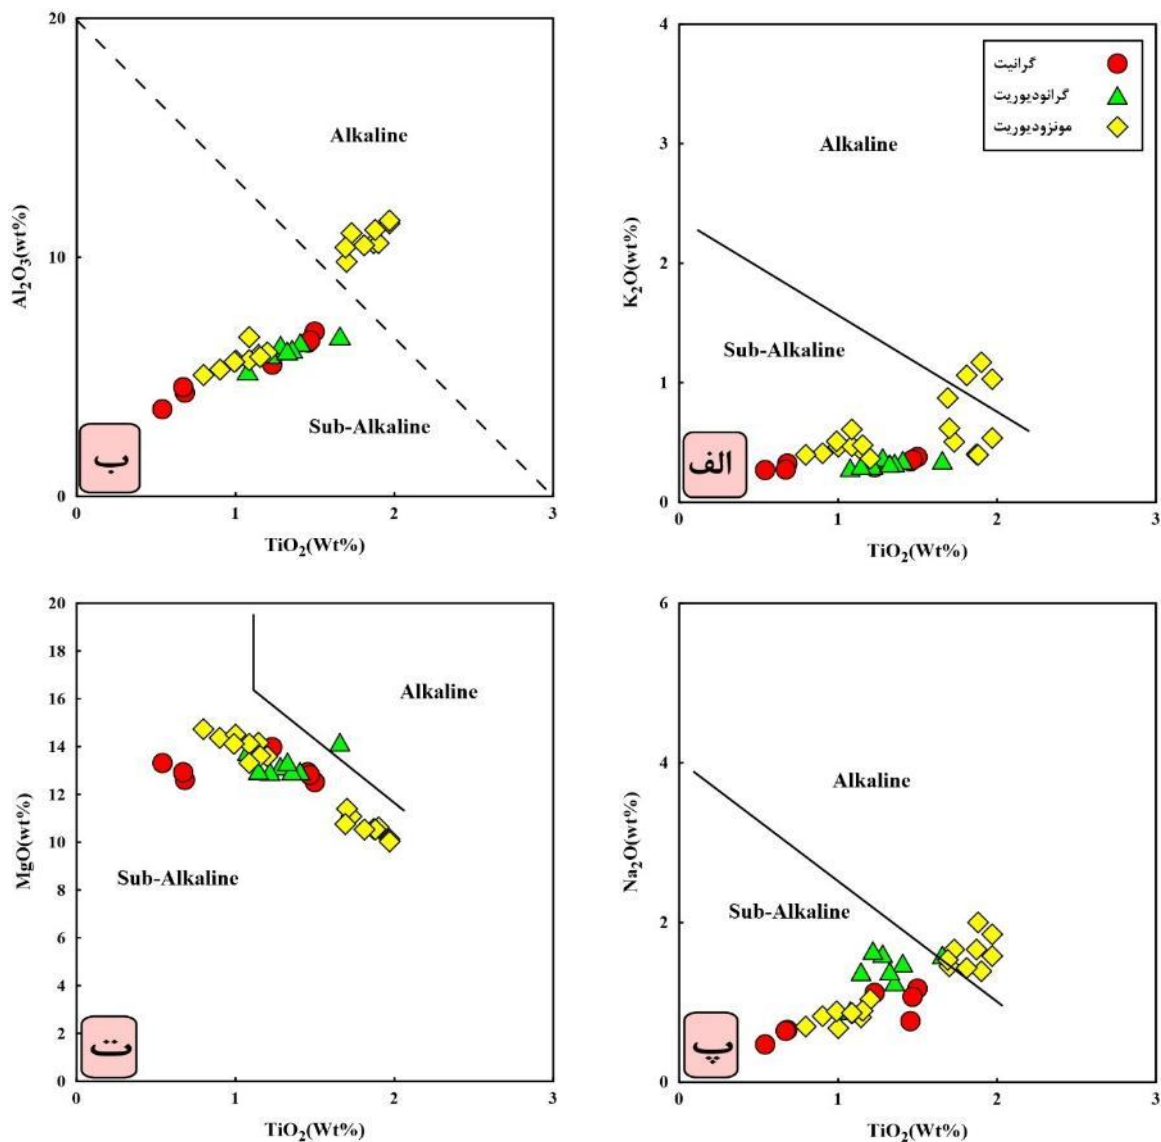 20
10
0
0
1
2
3
Al₂O₃(wt%)
TiO₂(Wt%)
Alkaline
Sub-Alkaline
ب
4
3
2
1
0
0
1
2
3
K₂O(wt%)
TiO₂(Wt%)
Alkaline
Sub-Alkaline
گرانیت
گرانودیوریت
مونزودیوریت
الف
20
18
16
14
12
10
8
6
4
2
0
0
1
2
3
MgO(wt%)
TiO₂(Wt%)
Alkaline
Sub-Alkaline
ت
6
4
2
0
0
1
2
3
Na₂O(wt%)
TiO₂(Wt%)
Alkaline
Sub-Alkaline
پ